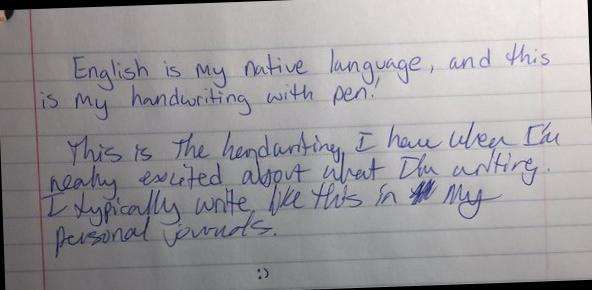 English is my native language, and this
is my handwriting with pen!
This is The handwriting I have when I'm
really excited about what I'm writing.
I typically write like this in my
personal journals.
:)